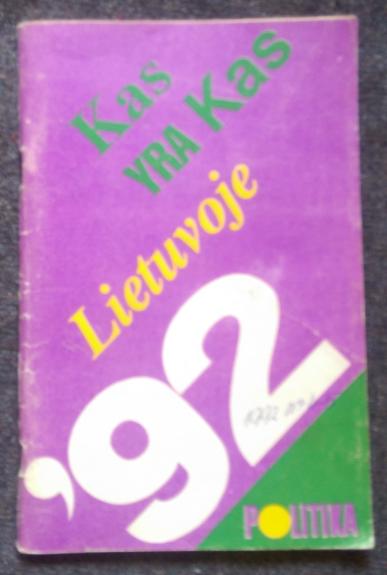 Kas
YRA Kas
Lietuvoje
'92
POLITIKA